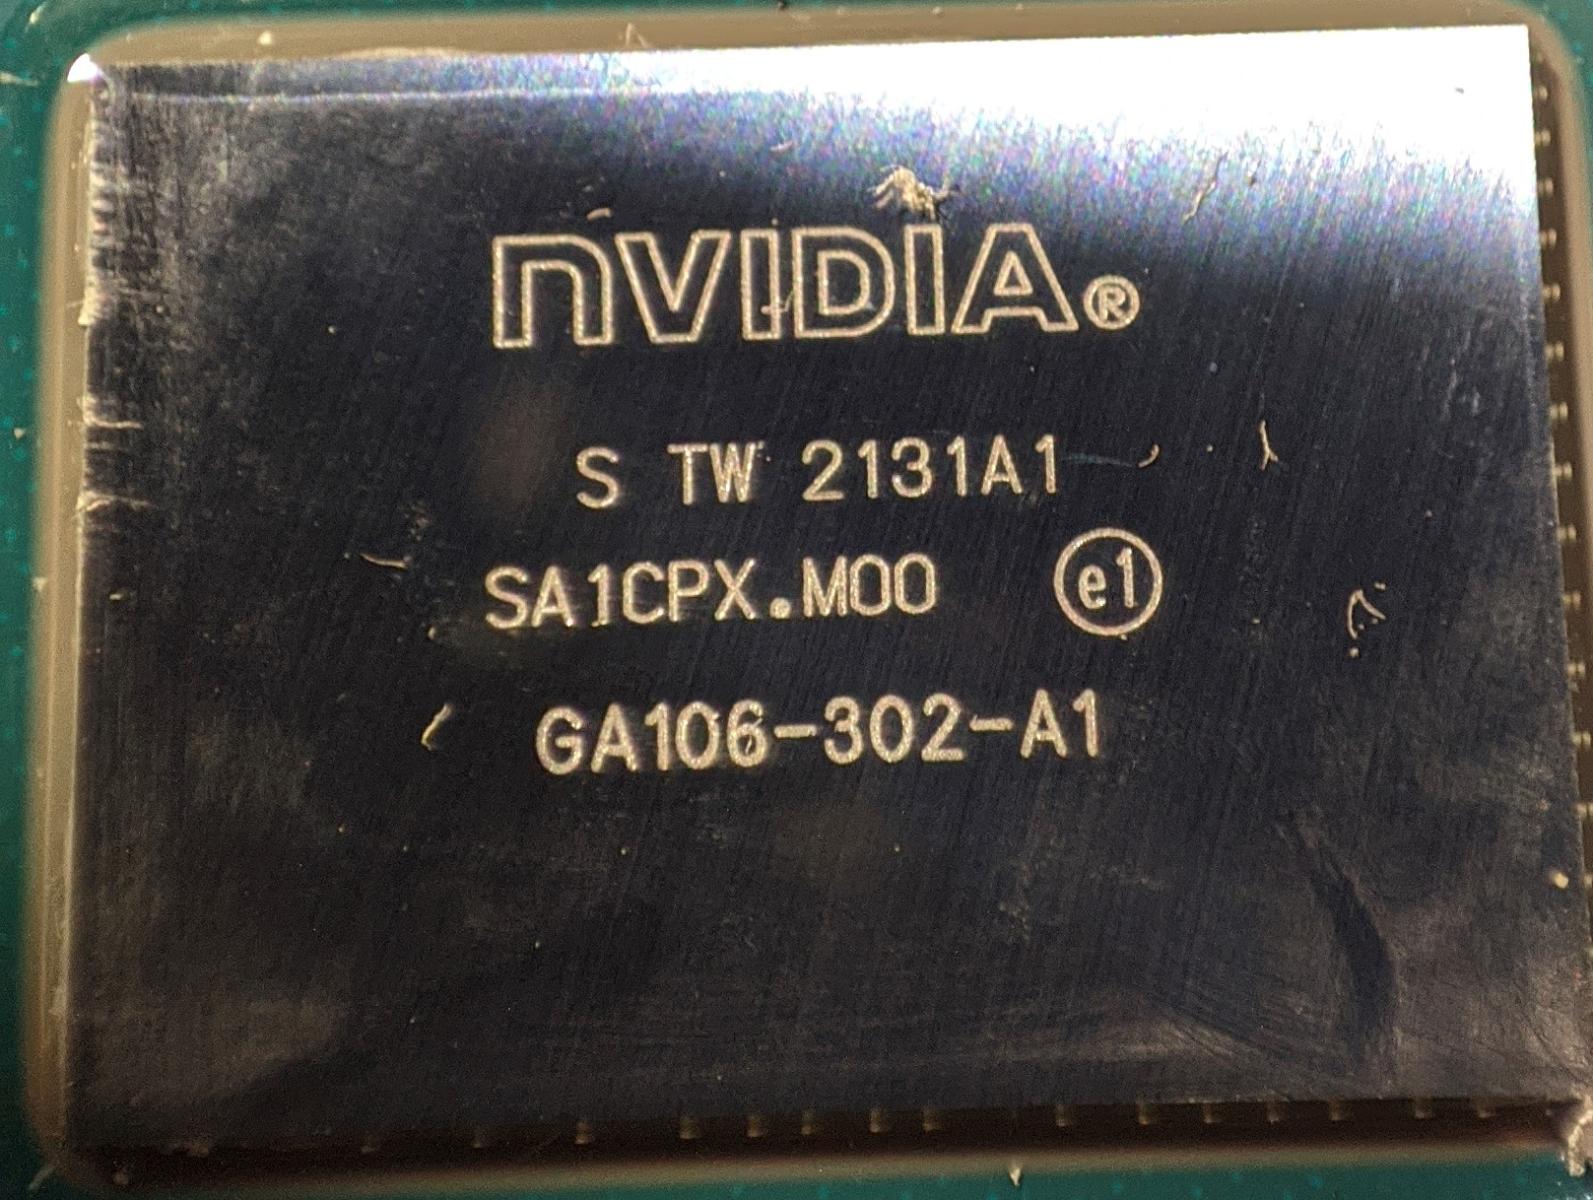 nVIDIA®
S TW 2131A1
SA1CPX.M00 e1
GA106-302-A1